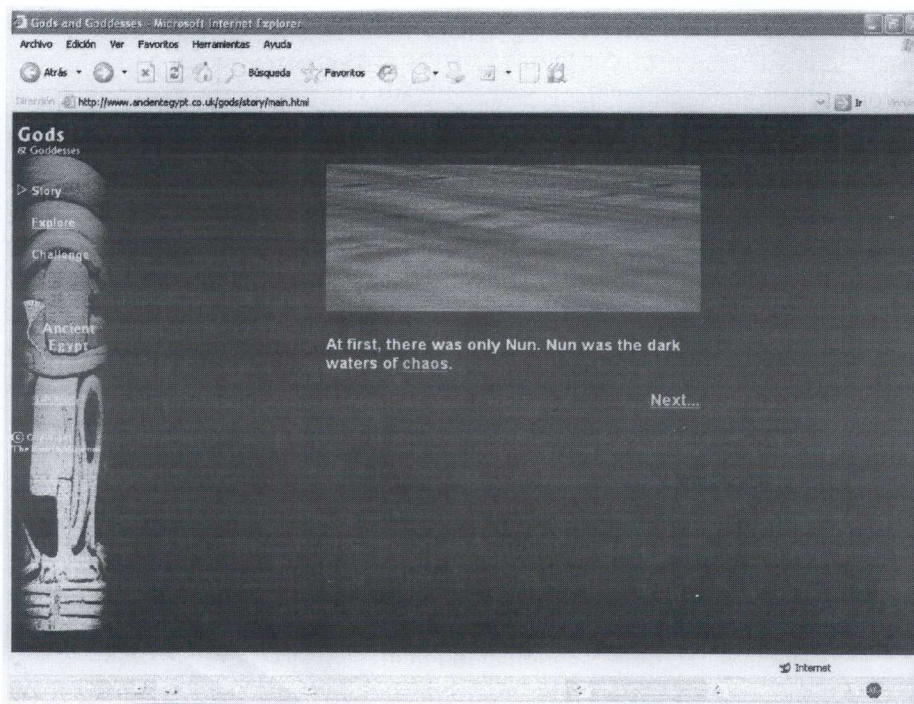 Gods and Goddesses - Microsoft Internet Explorer
Archivo Edición Ver Favoritos Herramientas Ayuda
Atrás Búsqueda Favoritos
Dirección http://www.ancientegypt.co.uk/gods/story/main.html Ir
Gods
& Goddesses
Story
Explore
Challenge
Ancient
Egypt
At first, there was only Nun. Nun was the dark
waters of chaos.
Next...
Internet